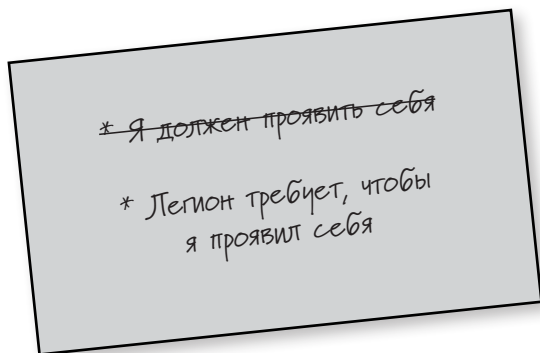 * Я должен проявить себя
* Легион требует, чтобы
я проявил себя